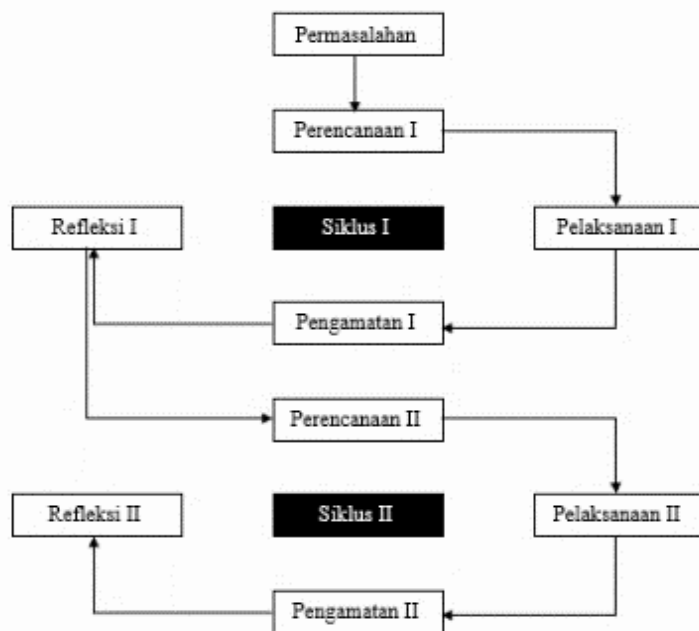 Permasalahan
Perencanaan I
Refleksi I
Siklus I
Pelaksanaan I
Pengamatan I
Perencanaan II
Refleksi II
Siklus II
Pelaksanaan II
Pengamatan II